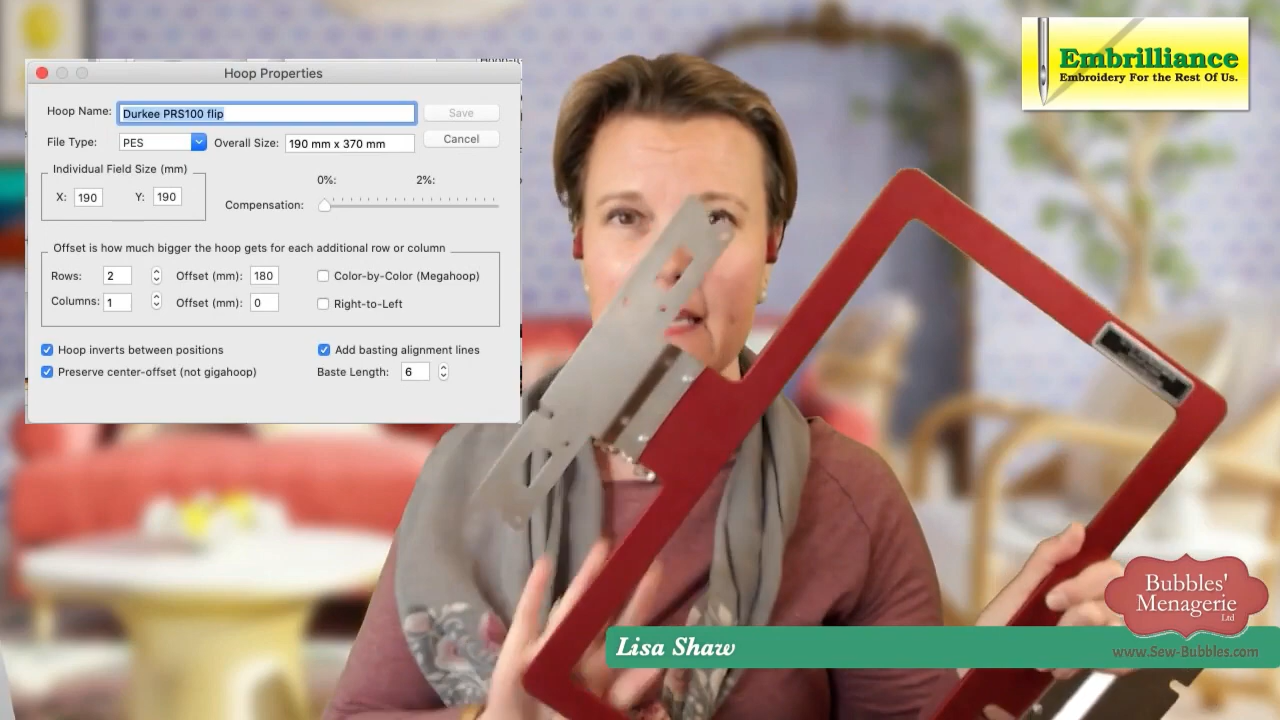 Hoop Properties
Hoop Name: Durkee PRS100 flip Save
File Type: PES Overall Size: 190 mm x 370 mm Cancel
Individual Field Size (mm)
X: 190 Y: 190
0%: 2%:
Compensation:
Offset is how much bigger the hoop gets for each additional row or column
Rows: 2 Offset (mm): 180 Color-by-Color (Megahoop)
Columns: 1 Offset (mm): 0 Right-to-Left
Hoop inverts between positions Add basting alignment lines
Preserve center-offset (not gigahoop) Baste Length: 6
Embrilliance
Embroidery For the Rest Of Us.
Bubbles'
Menagerie
Ltd
Lisa Shaw
www.Sew-Bubbles.com